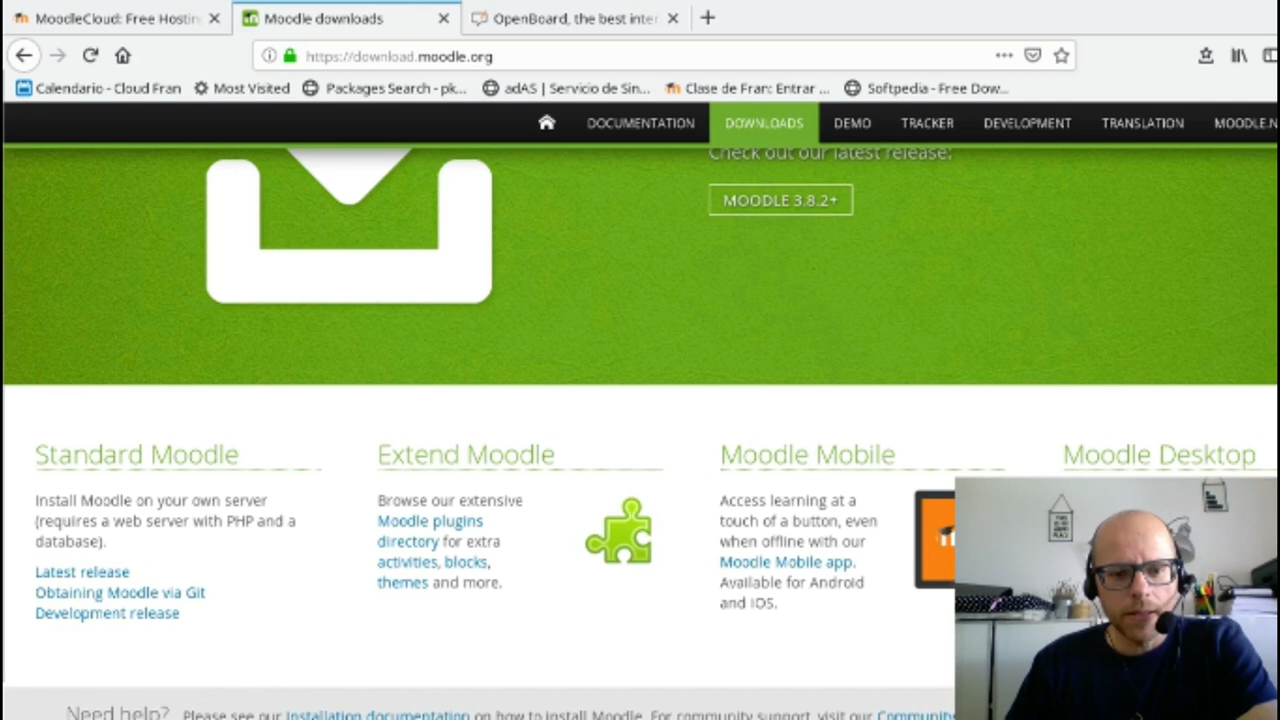 MoodleCloud: Free Hostin
Moodle downloads
OpenBoard, the best inter
https://download.moodle.org
Calendario - Cloud Fran
Most Visited
Packages Search - pk...
adAS | Servicio de Sin...
Clase de Fran: Entrar ...
Softpedia - Free Dow...
DOCUMENTATION
DOWNLOADS
DEMO
TRACKER
DEVELOPMENT
TRANSLATION
MOODLE.N
Check out our latest release:
MOODLE 3.8.2+
Standard Moodle
Install Moodle on your own server
(requires a web server with PHP and a
database).
Latest release
Obtaining Moodle via Git
Development release
Extend Moodle
Browse our extensive
Moodle plugins
directory for extra
activities, blocks,
themes and more.
Moodle Mobile
Access learning at a
touch of a button, even
when offline with our
Moodle Mobile app.
Available for Android
and iOS.
Moodle Desktop
Need help? Please see our Installation documentation on how to install Moodle. For community support, visit our Community